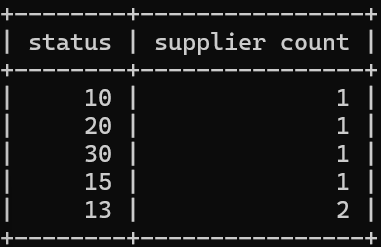 +--------+----------------+
| status | supplier count |
+--------+----------------+
|     10 |              1 |
|     20 |              1 |
|     30 |              1 |
|     15 |              1 |
|     13 |              2 |
+--------+----------------+